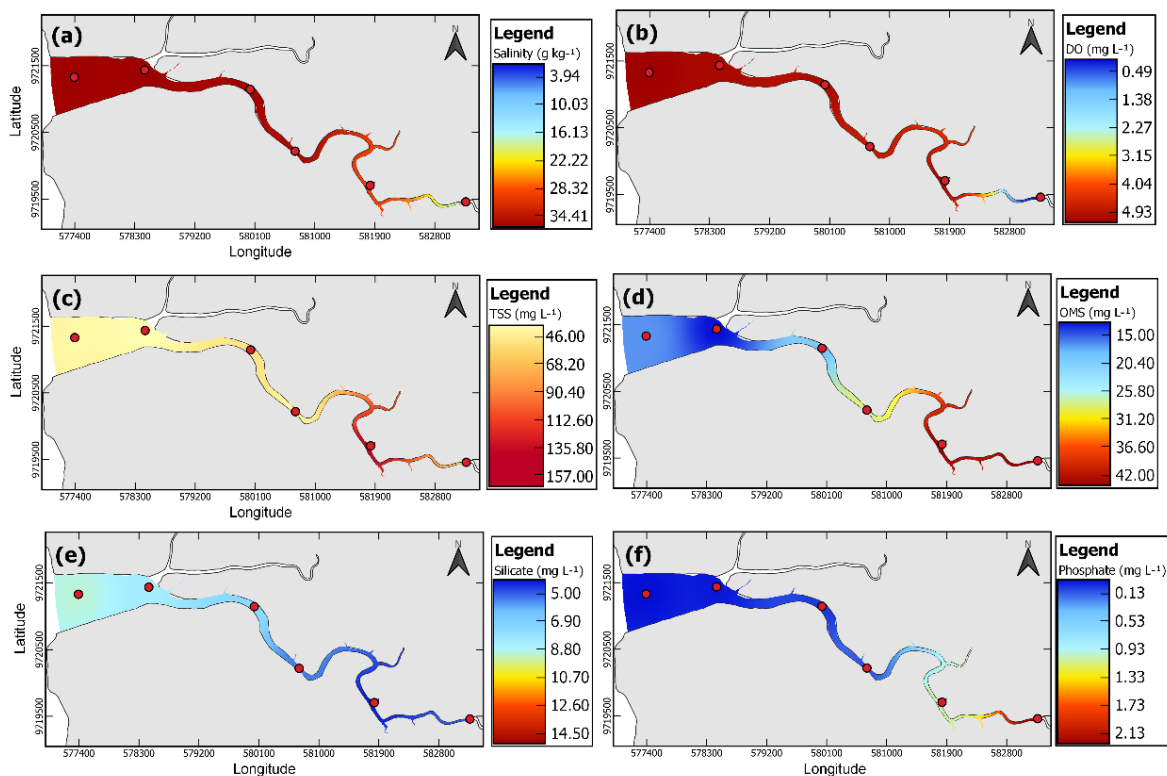 (a)
N
Legend
Salinity (g kg⁻¹)
3.94
10.03
16.13
22.22
28.32
34.41
Latitude
9721500
9720500
9719500
577400 578300 579200 580100 581000 581900 582800
Longitude
(b)
N
Legend
DO (mg L⁻¹)
0.49
1.38
2.27
3.15
4.04
4.93
9721500
9720500
9719500
577400 578300 579200 580100 581000 581900 582800
(c)
N
Legend
TSS (mg L⁻¹)
46.00
68.20
90.40
112.60
135.80
157.00
Latitude
9721500
9720500
9719500
577400 578300 579200 580100 581000 581900 582800
Longitude
(d)
N
Legend
OMS (mg L⁻¹)
15.00
20.40
25.80
31.20
36.60
42.00
9721500
9720500
9719500
577400 578300 579200 580100 581000 581900 582800
(e)
N
Legend
Silicate (mg L⁻¹)
5.00
6.90
8.80
10.70
12.60
14.50
Latitude
9721500
9720500
9719500
577400 578300 579200 580100 581000 581900 582800
Longitude
(f)
N
Legend
Phosphate (mg L⁻¹)
0.13
0.53
0.93
1.33
1.73
2.13
9721500
9720500
9719500
577400 578300 579200 580100 581000 581900 582800
Longitude